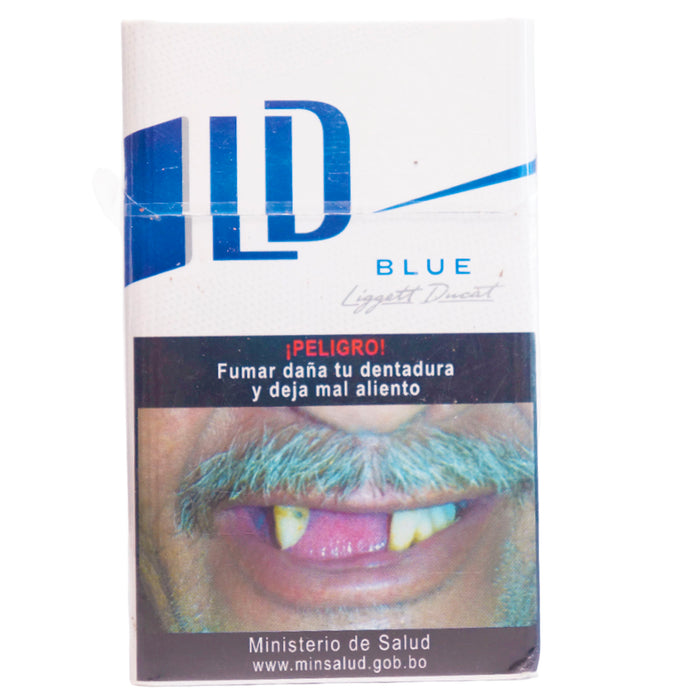 LD
BLUE
Liggett Ducat
¡PELIGRO!
Fumar daña tu dentadura
y deja mal aliento
Ministerio de Salud
www.minsalud.gob.bo